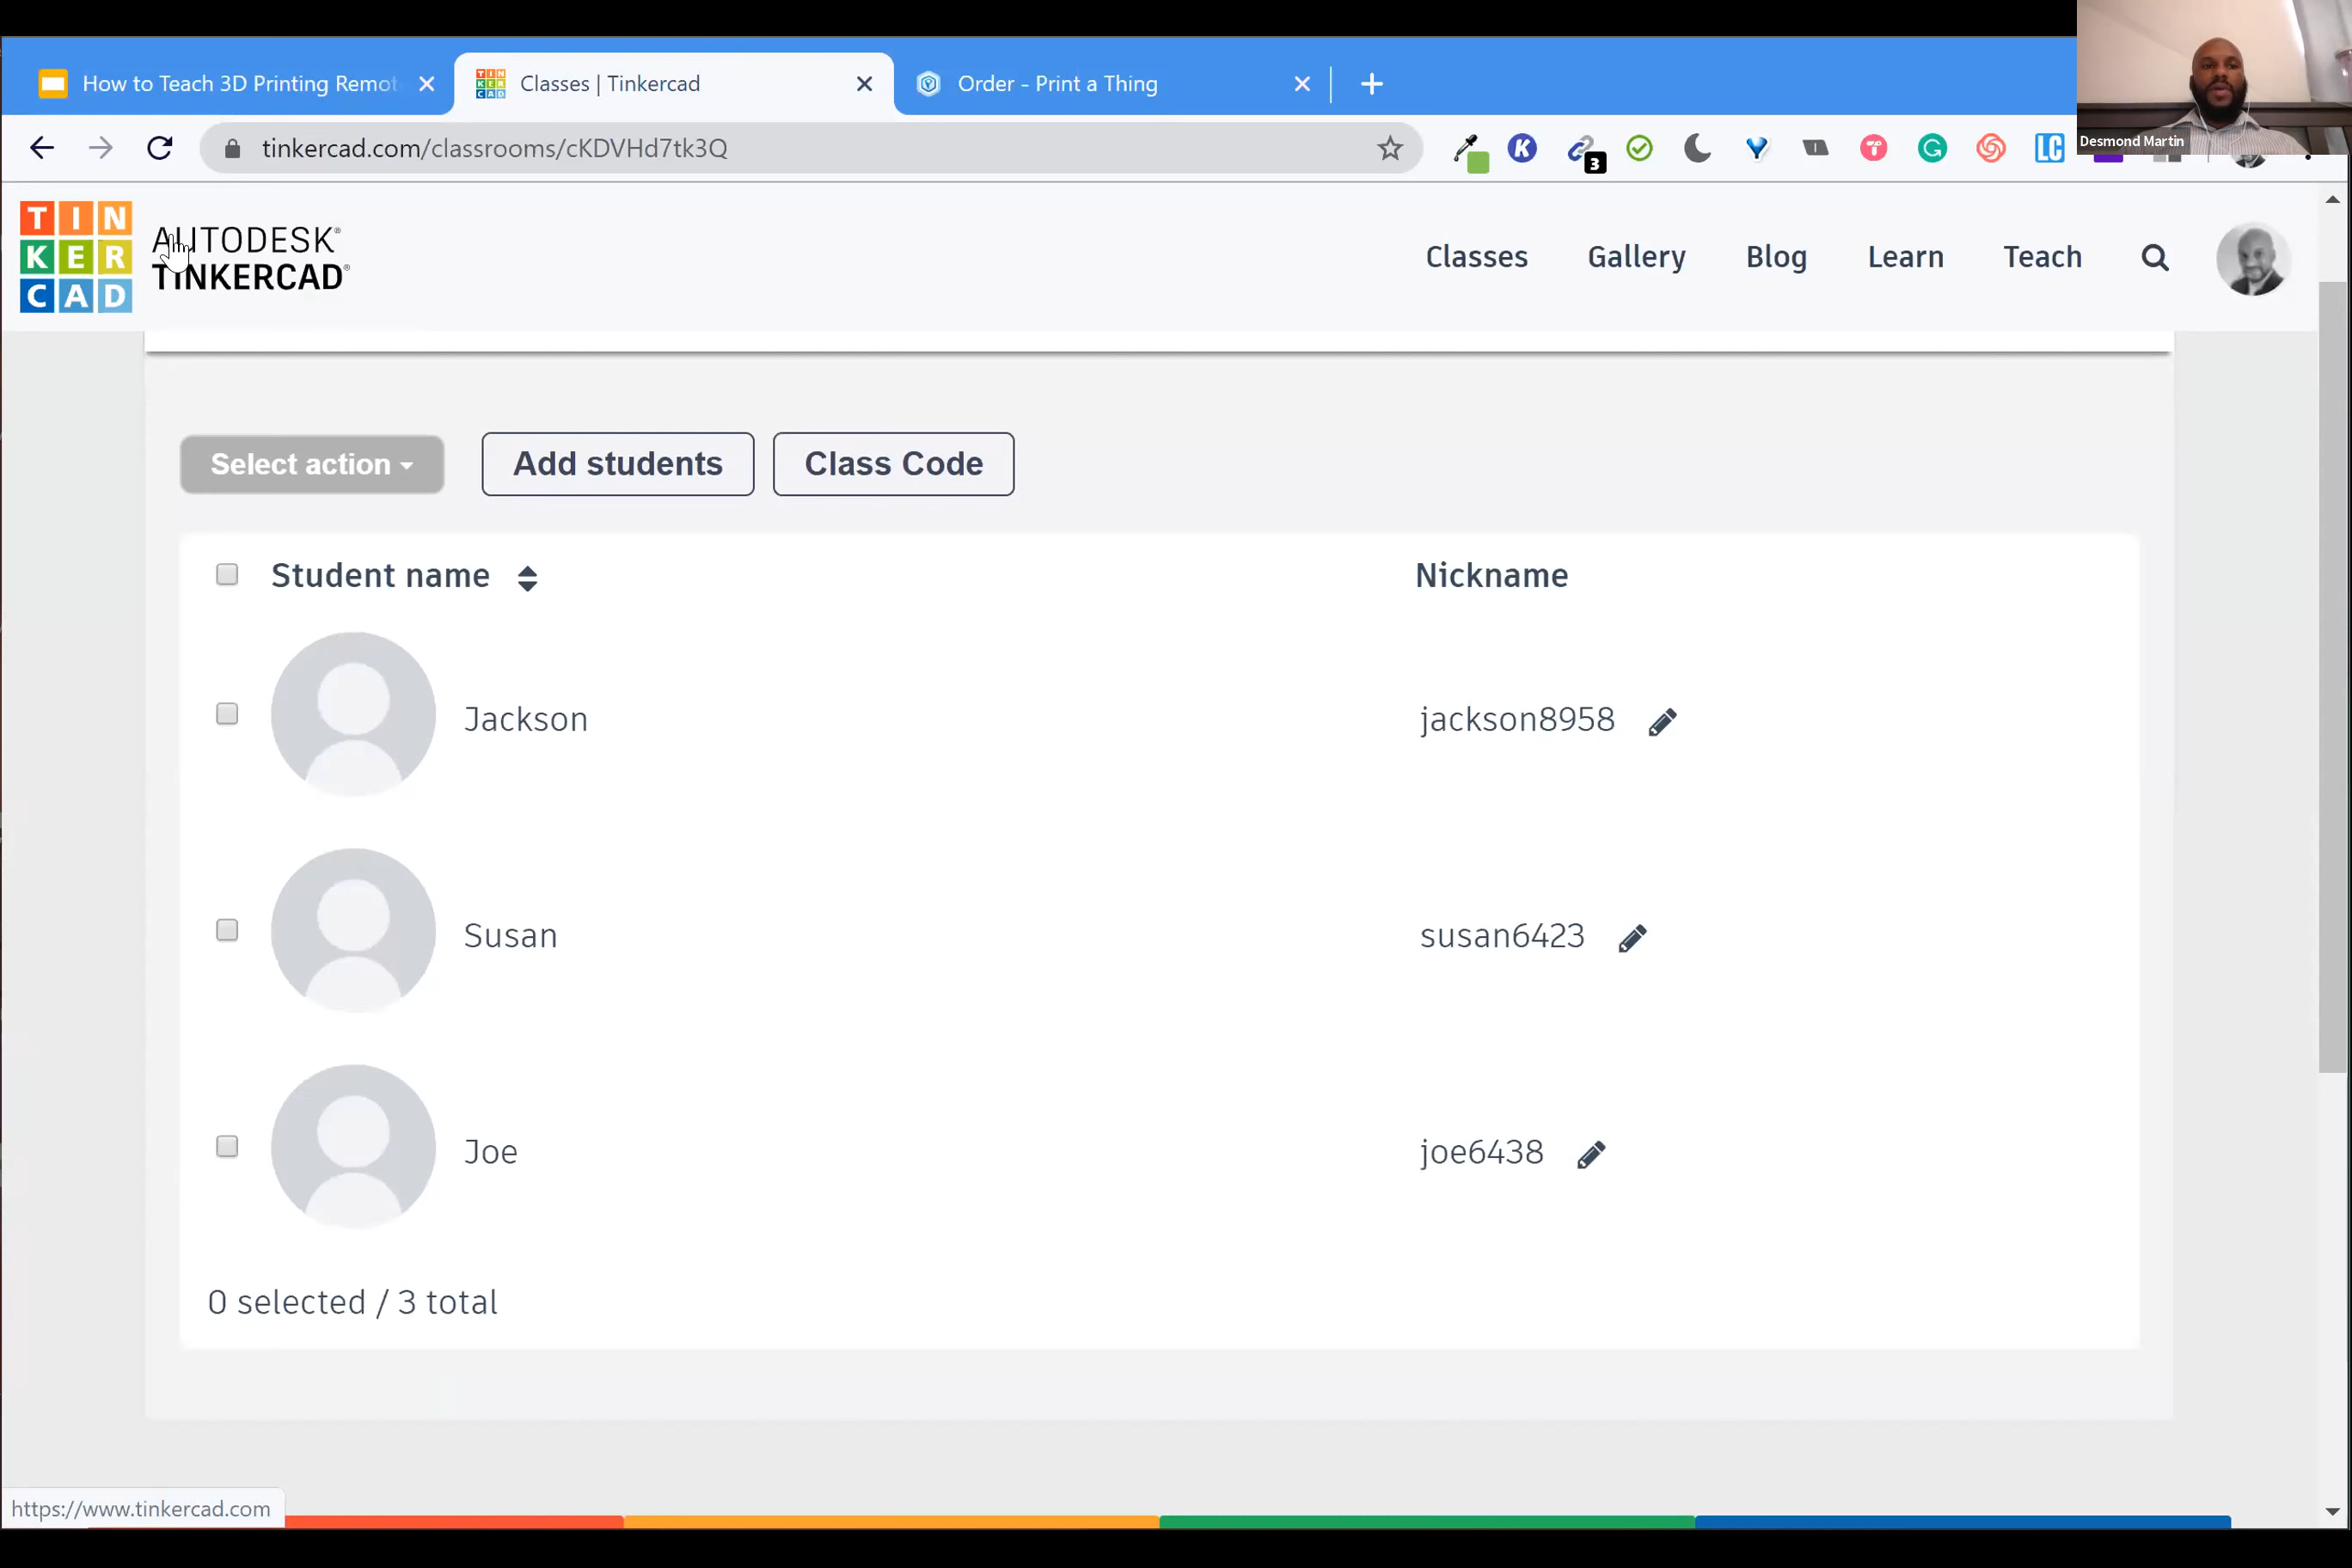 How to Teach 3D Printing Remot
Classes | Tinkercad
Order - Print a Thing
tinkercad.com/classrooms/cKDVHd7tk3Q
K
3
T
G
LC
Desmond Martin
TIN
KER
CAD
AUTODESK®
TINKERCAD®
Classes
Gallery
Blog
Learn
Teach
Select action
Add students
Class Code
Student name
Nickname
Jackson
jackson8958
Susan
susan6423
Joe
joe6438
0 selected / 3 total
https://www.tinkercad.com